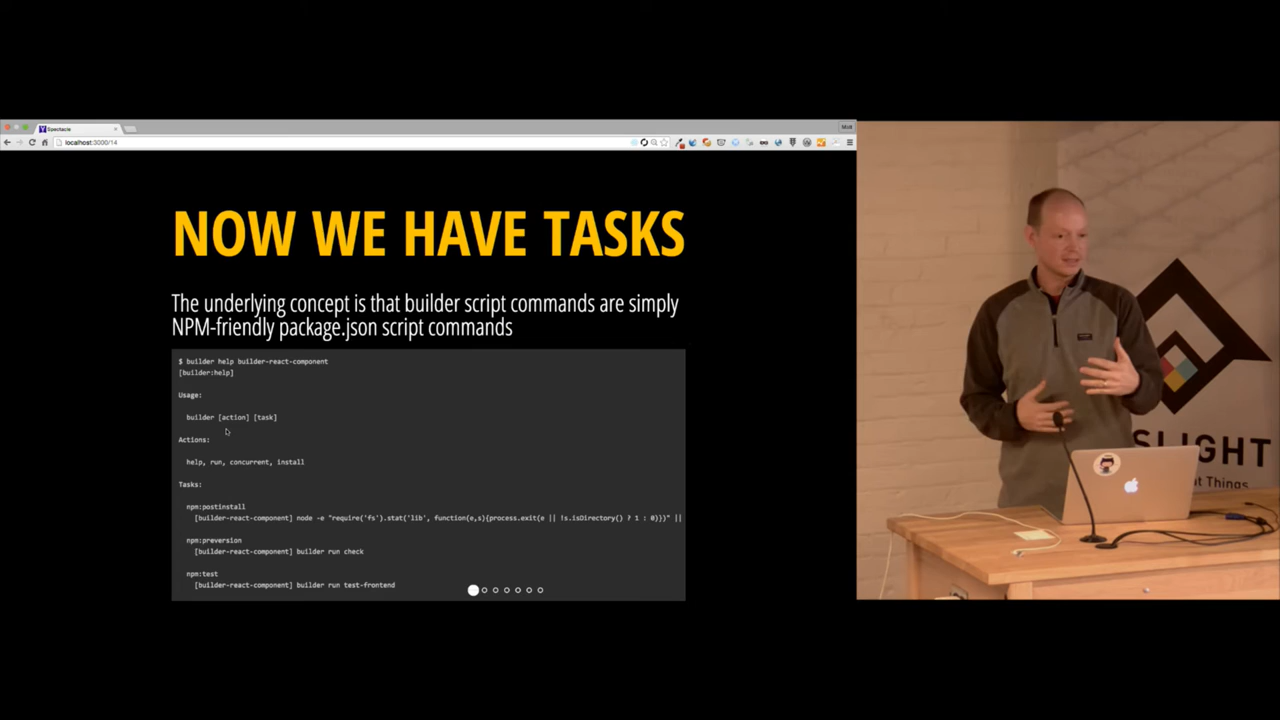 Spectacle
Matt
localhost:3000/14
NOW WE HAVE TASKS
The underlying concept is that builder script commands are simply
NPM-friendly package.json script commands
$ builder help builder-react-component
[builder:help]
Usage:
builder [action] [task]
Actions:
help, run, concurrent, install
Tasks:
npm:postinstall
[builder-react-component] node -e "require('fs').stat('lib', function(e,s){process.exit(e || !s.isDirectory() ? 1 : 0)})" ||
npm:preversion
[builder-react-component] builder run check
npm:test
[builder-react-component] builder run test-frontend
SLIGHT
t Things.